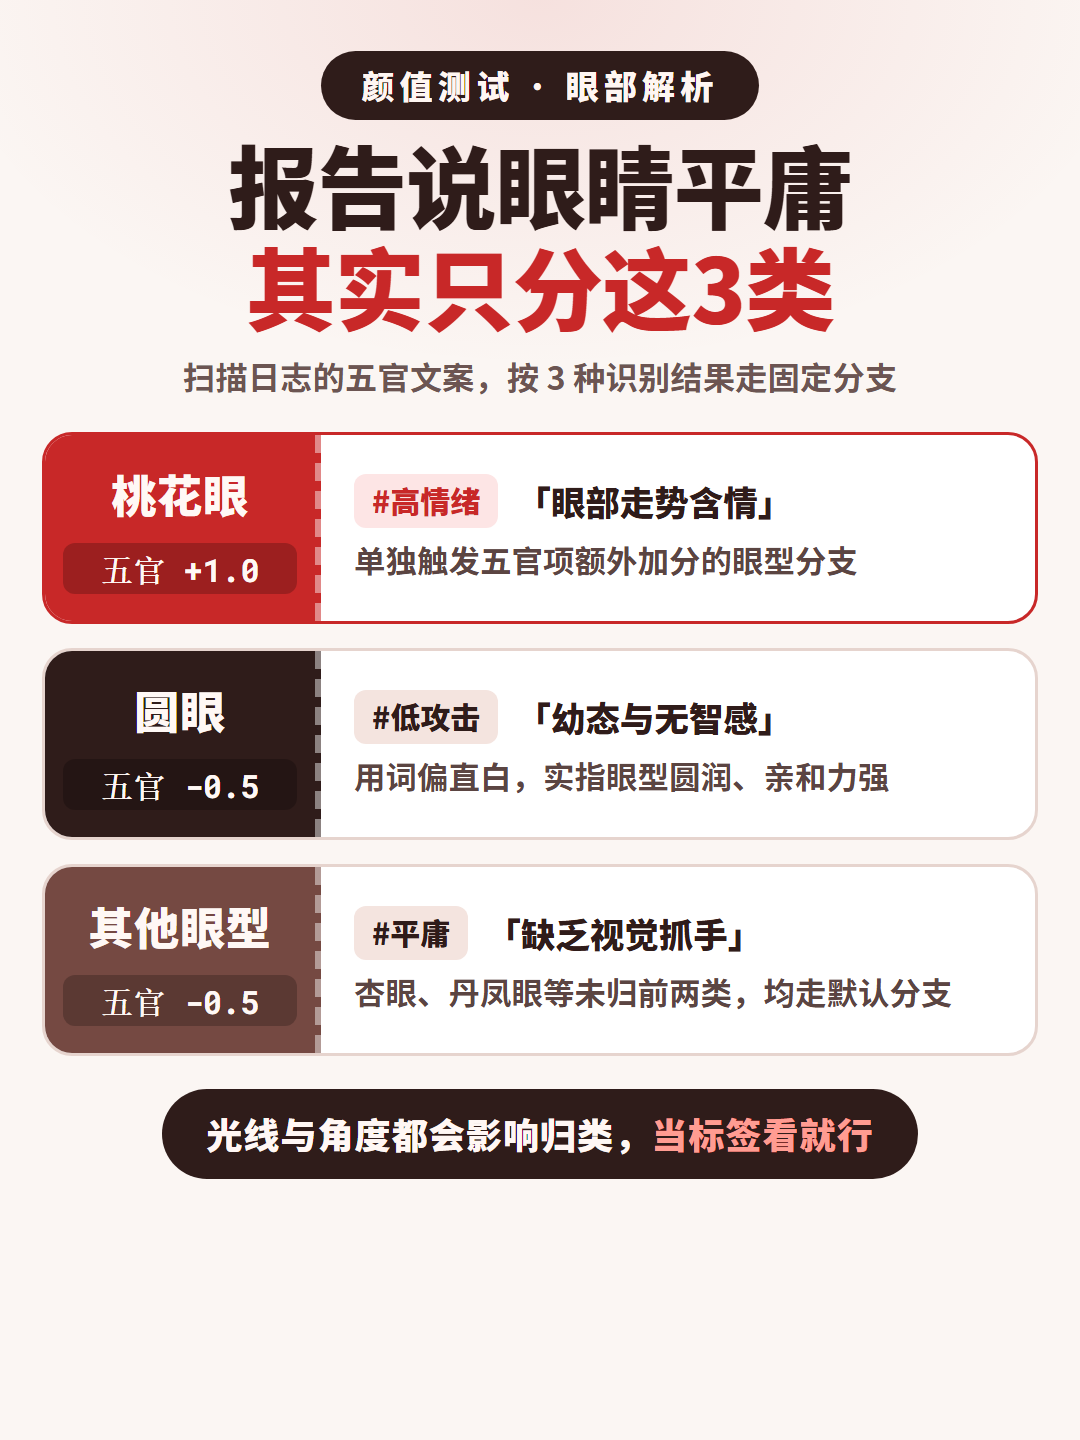 颜值测试 · 眼部解析
报告说眼睛平庸
其实只分这3类
扫描日志的五官文案，按 3 种识别结果走固定分支
桃花眼
五官 +1.0
#高情绪 「眼部走势含情」
单独触发五官项额外加分的眼型分支
圆眼
五官 -0.5
#低攻击 「幼态与无智感」
用词偏直白，实指眼型圆润、亲和力强
其他眼型
五官 -0.5
#平庸 「缺乏视觉抓手」
杏眼、丹凤眼等未归前两类，均走默认分支
光线与角度都会影响归类，当标签看就行